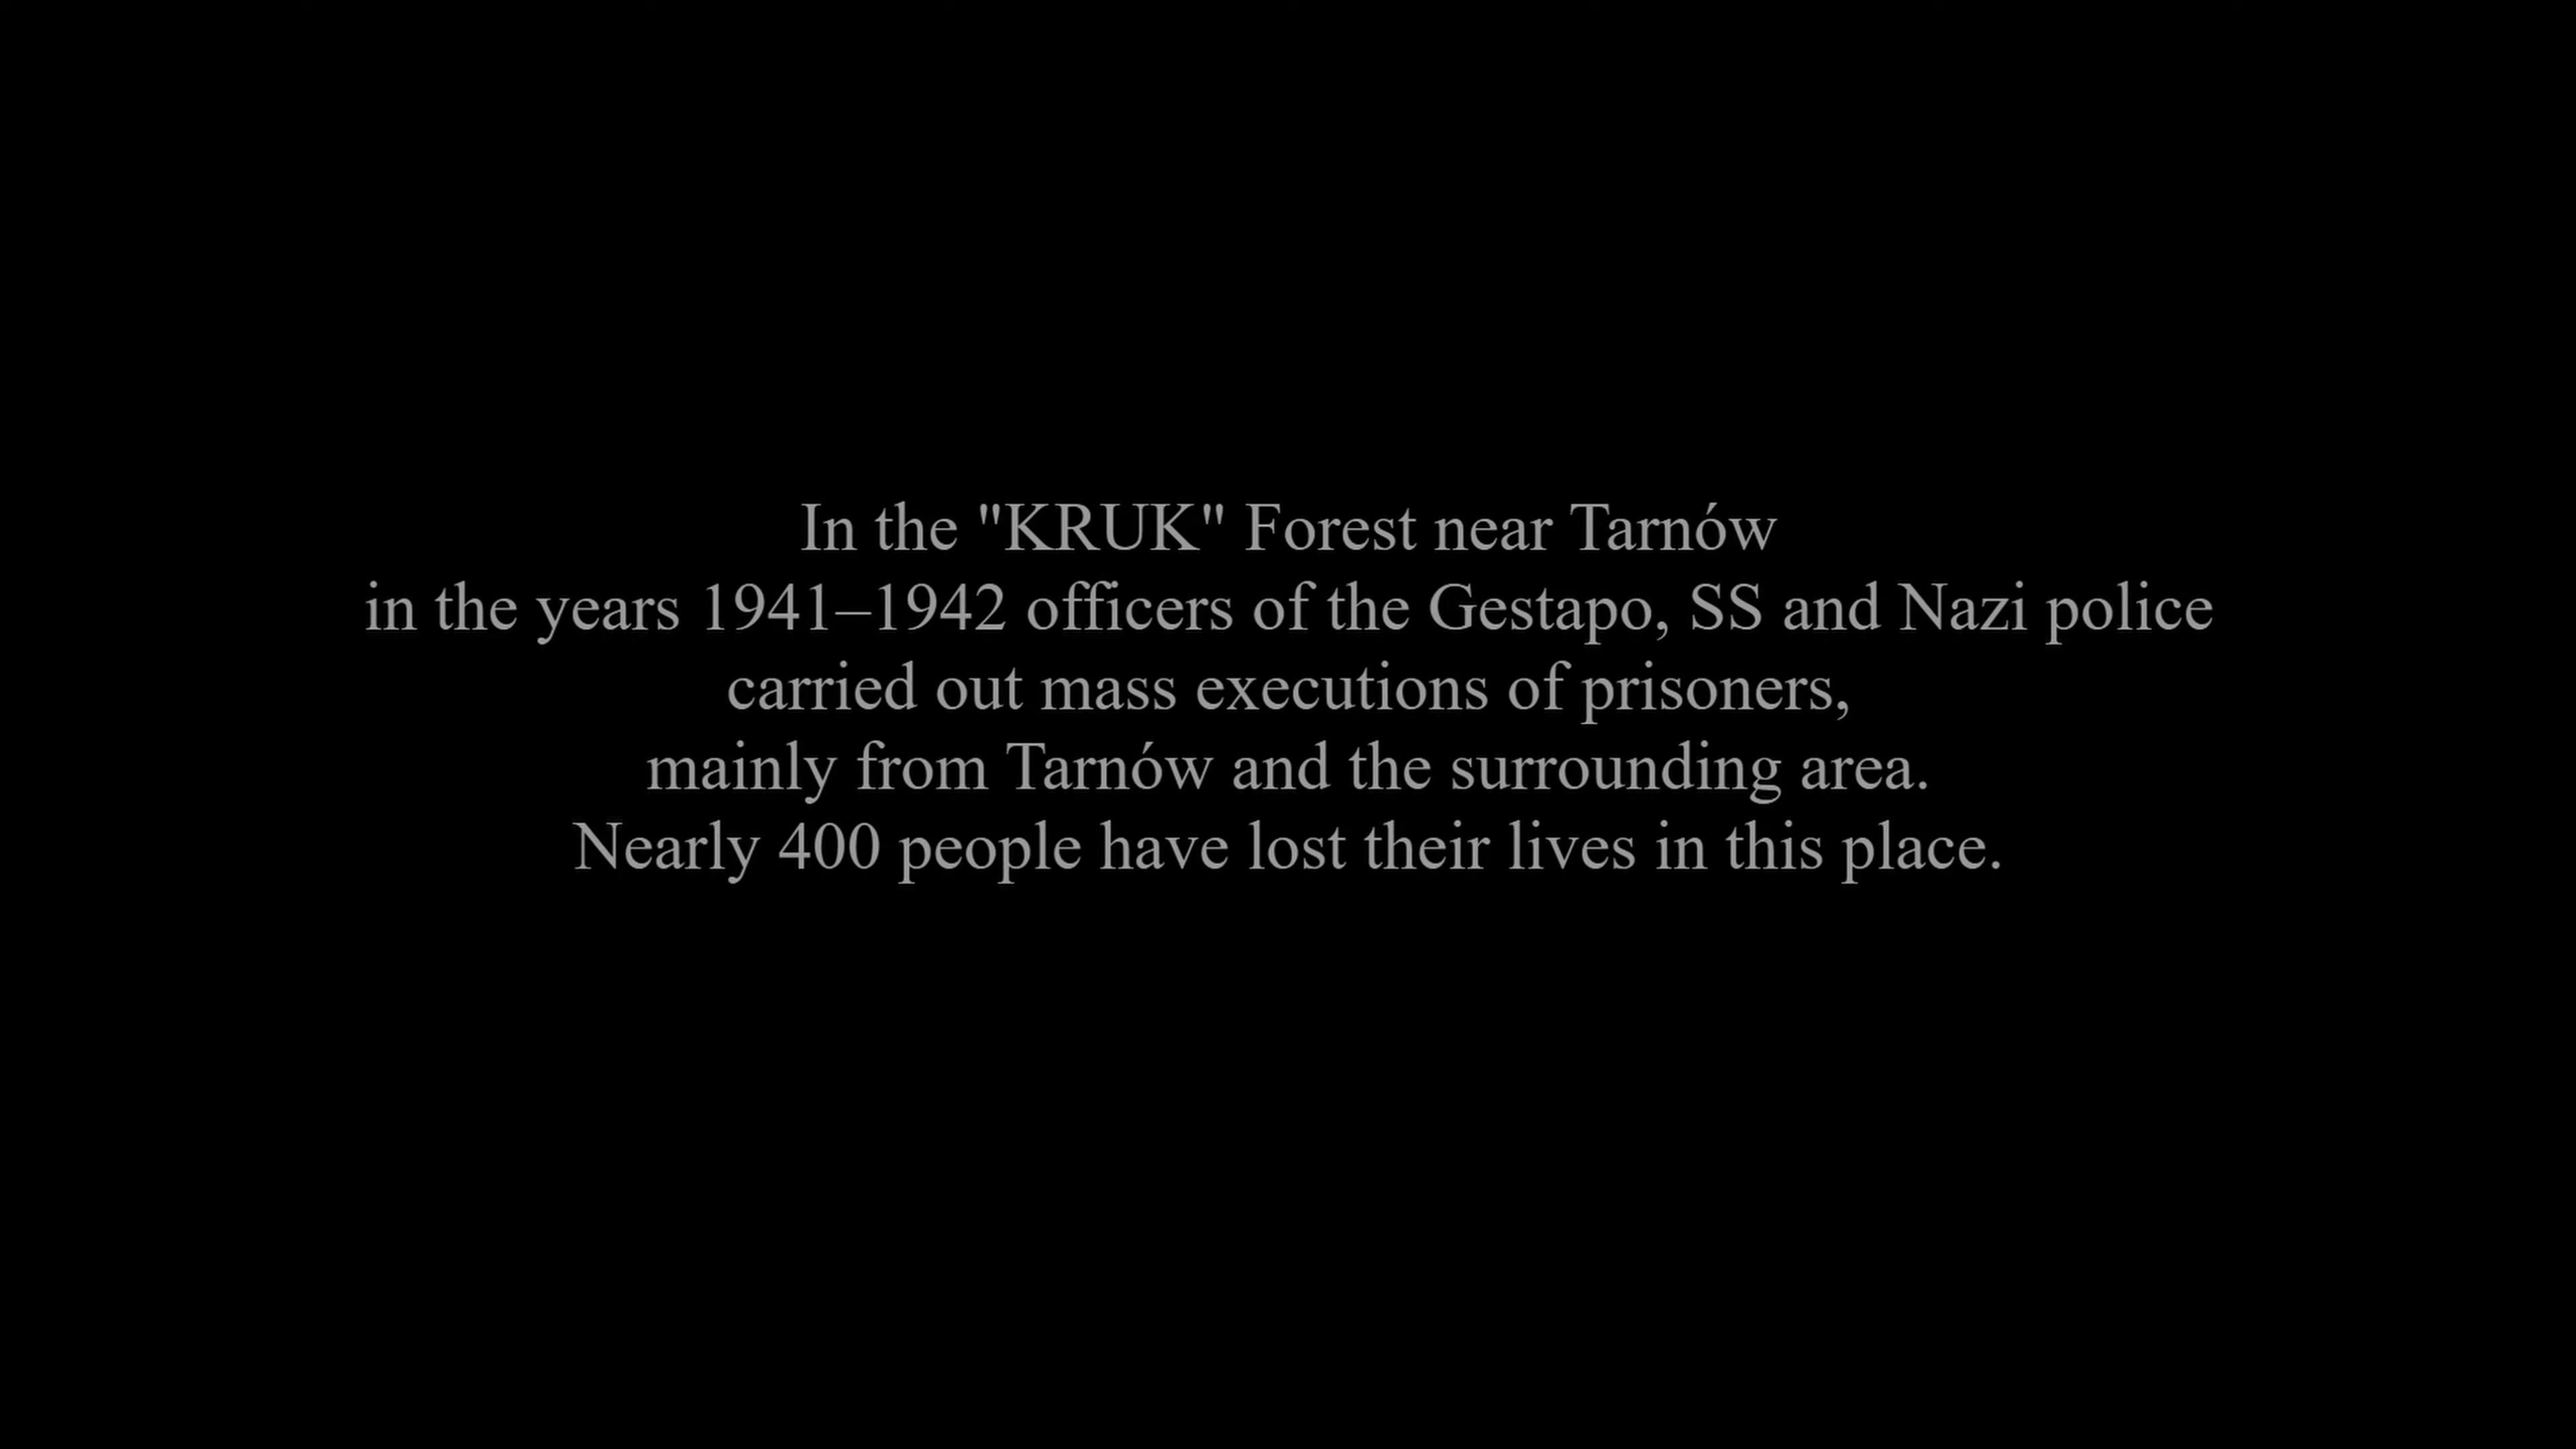 In the "KRUK" Forest near Tarnów
in the years 1941–1942 officers of the Gestapo, SS and Nazi police
carried out mass executions of prisoners,
mainly from Tarnów and the surrounding area.
Nearly 400 people have lost their lives in this place.